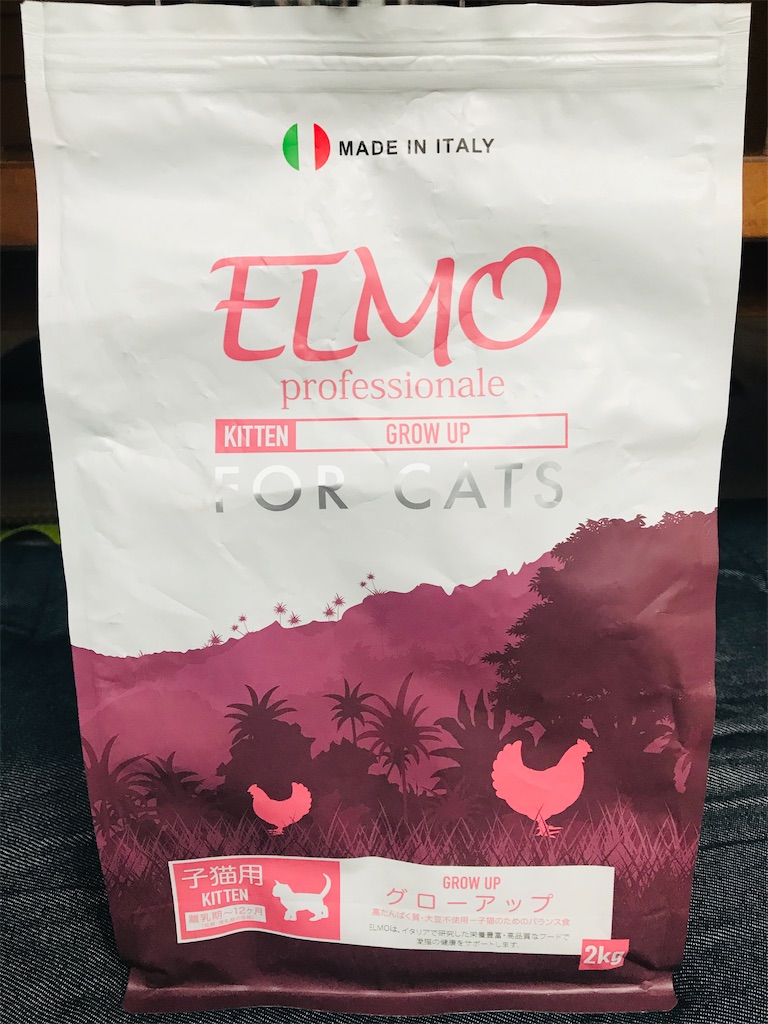 MADE IN ITALY
ELMO
professionale
KITTEN GROW UP
FOR CATS
子猫用
KITTEN
離乳期〜12ヶ月
GROW UP
グローアップ
高たんぱく質・大豆不使用ー子猫のためのバランス食
ELMOは、イタリアで研究した栄養豊富・高品質なフードで
愛猫の健康をサポートします。
2kg